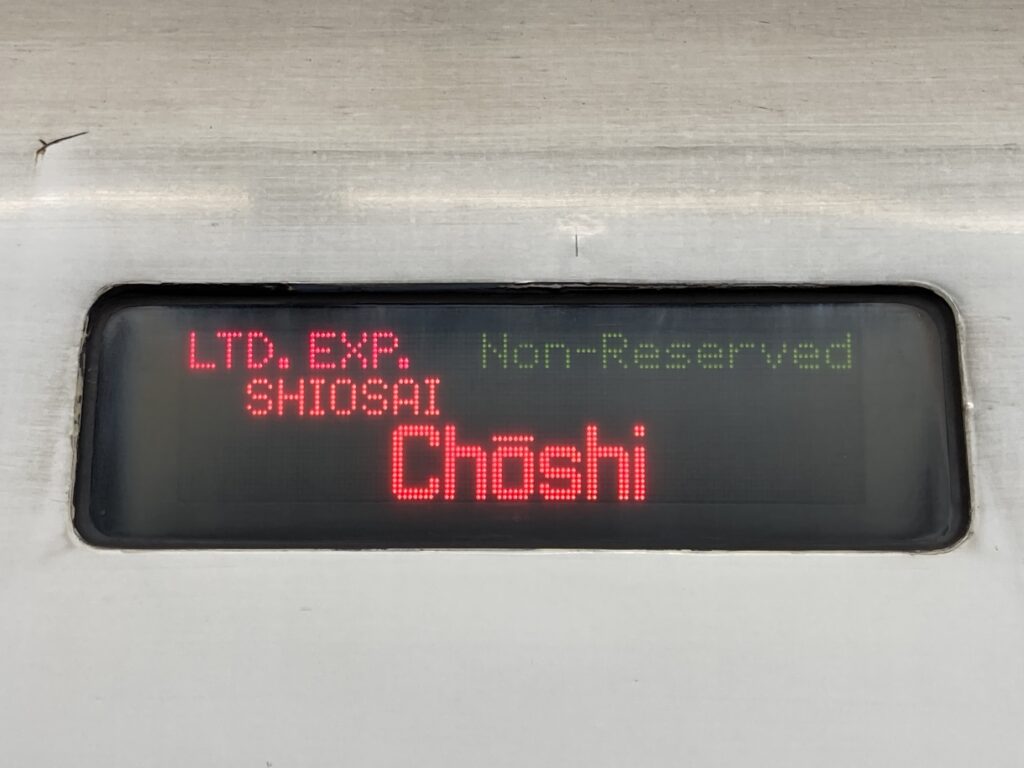 LTD. EXP. Non-Reserved
SHIOSAI
Chōshi